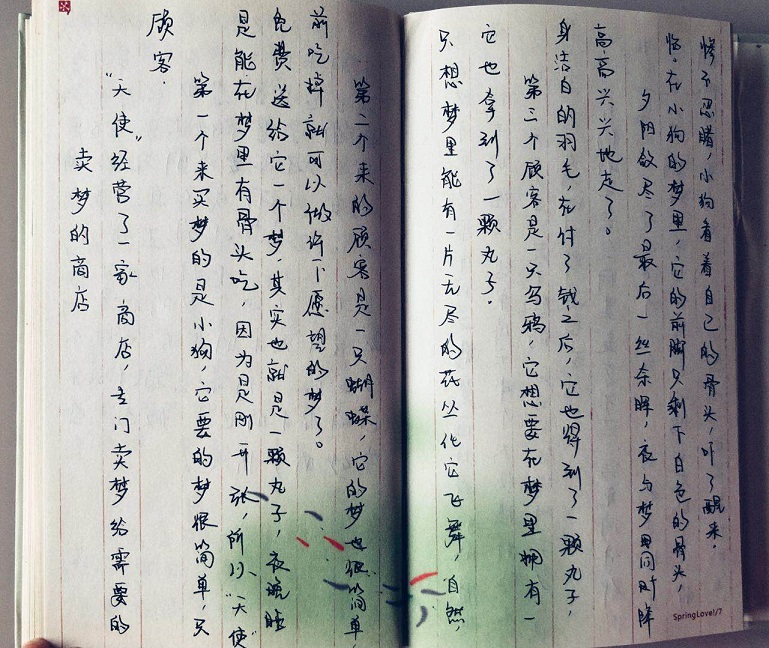 卖梦的商店
“天使”经营了一家商店,专门卖梦给需要的
顾客.
第一个来买梦的是小狗,它要的梦很简单,只
是能在梦里有骨头吃,因为是刚开张,所以“天使”
免费送给它一个梦,其实也就是一颗丸子,夜晚睡
前吃掉就可以做许下愿望的梦了。
第二个来的顾客是一只蝴蝶,它的梦也很简单,
只想梦里能有一片无尽的花丛任它飞舞,自然,
它也拿到了一颗丸子.
第三个顾客是一只乌鸦,它想要在梦里拥有一
身洁白的羽毛,在付了钱之后,它也得到了一颗丸子,
高高兴兴地走了。
夕阳敛尽了最后一丝余晖,夜与梦同时降
临。在小狗的梦里,它的前脚只剩下白色的骨头,
惨不忍睹,小狗看着自己的骨头,吓了醒来.
SpringLove!/7